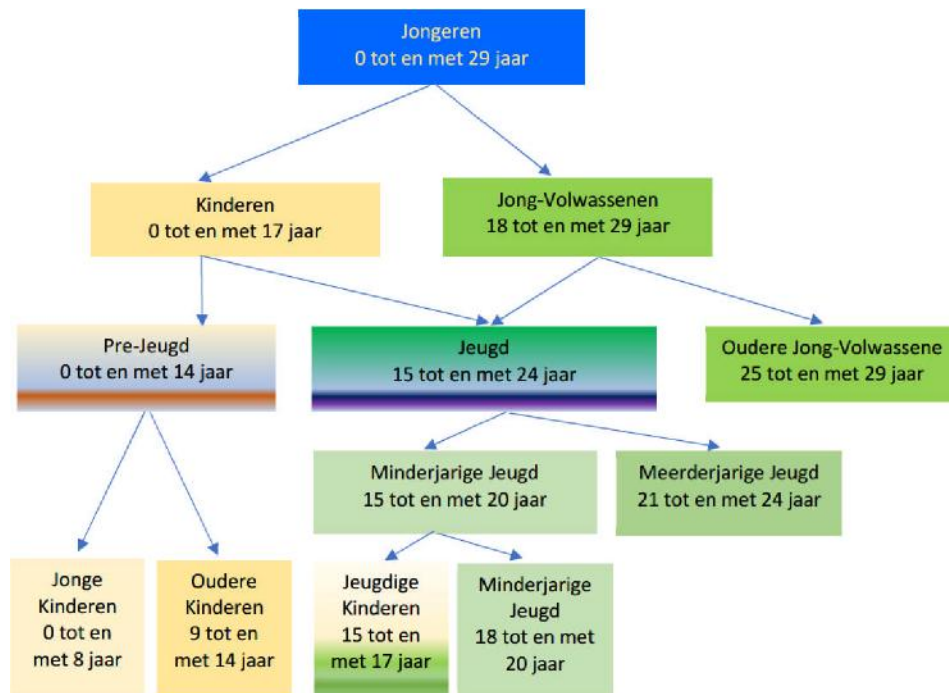 Jongeren
0 tot en met 29 jaar
Kinderen
0 tot en met 17 jaar
Jong-Volwassenen
18 tot en met 29 jaar
Pre-Jeugd
0 tot en met 14 jaar
Jeugd
15 tot en met 24 jaar
Oudere Jong-Volwassene
25 tot en met 29 jaar
Minderjarige Jeugd
15 tot en met 20 jaar
Meerderjarige Jeugd
21 tot en met 24 jaar
Jonge
Kinderen
0 tot en
met 8 jaar
Oudere
Kinderen
9 tot en
met 14 jaar
Jeugdige
Kinderen
15 tot en
met 17 jaar
Minderjarige
Jeugd
18 tot en met
20 jaar